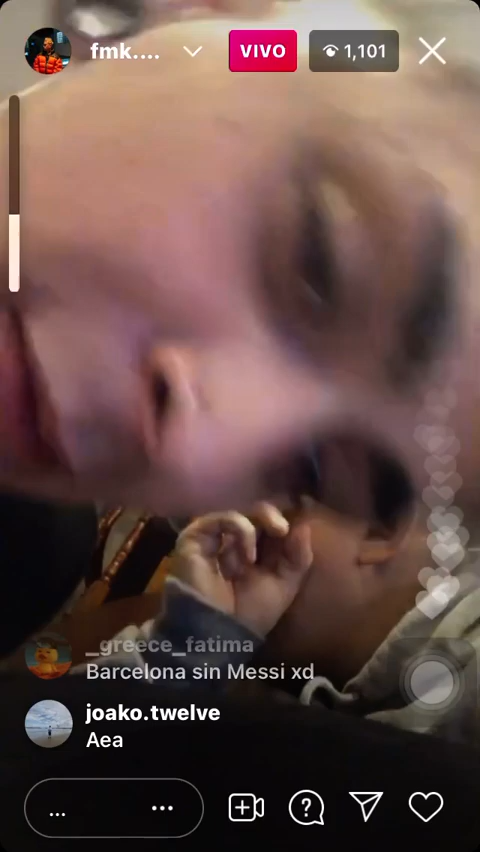 fmk....
VIVO
1,101
_greece_fatima
Barcelona sin Messi xd
joako.twelve
Aea
...